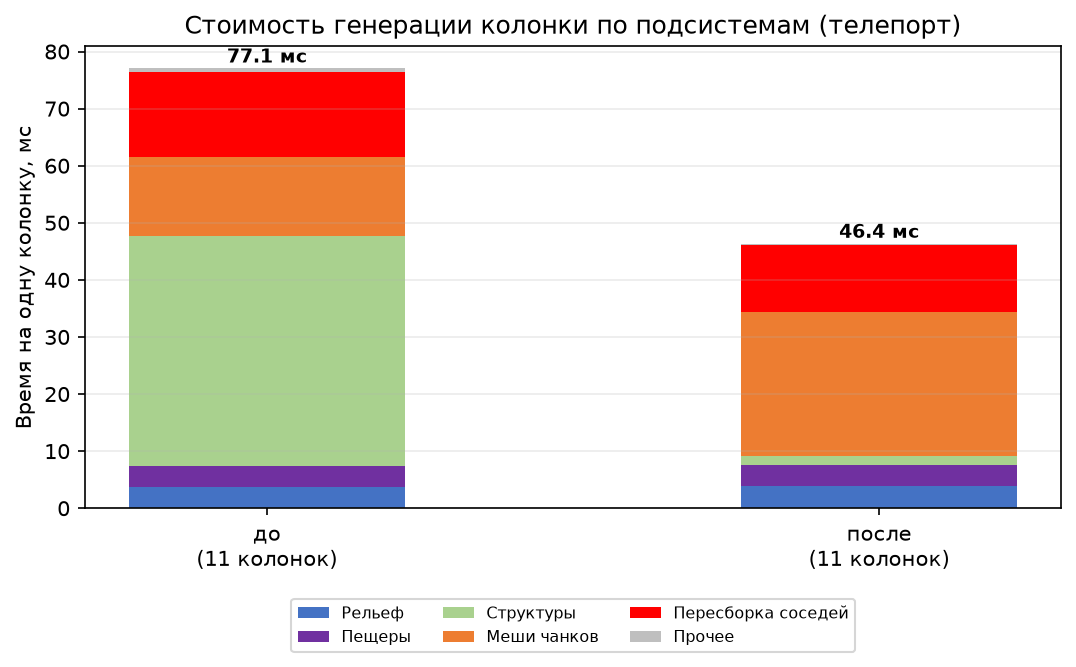 Стоимость генерации колонки по подсистемам (телепорт)
Время на одну колонку, мс
80
70
60
50
40
30
20
10
0
77.1 мс
46.4 мс
до
(11 колонок)
после
(11 колонок)
Рельеф
Пещеры
Структуры
Меши чанков
Пересборка соседей
Прочее